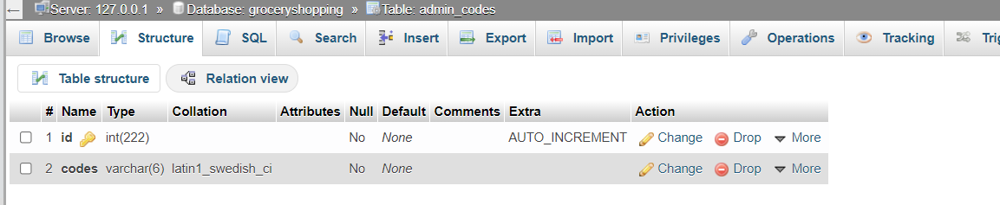 Server: 127.0.0.1 » Database: groceryshopping » Table: admin_codes
Browse Structure SQL Search Insert Export Import Privileges Operations Tracking
Table structure Relation view
# Name Type Collation Attributes Null Default Comments Extra Action
1 id int(222) No None AUTO_INCREMENT Change Drop More
2 codes varchar(6) latin1_swedish_ci No None Change Drop More